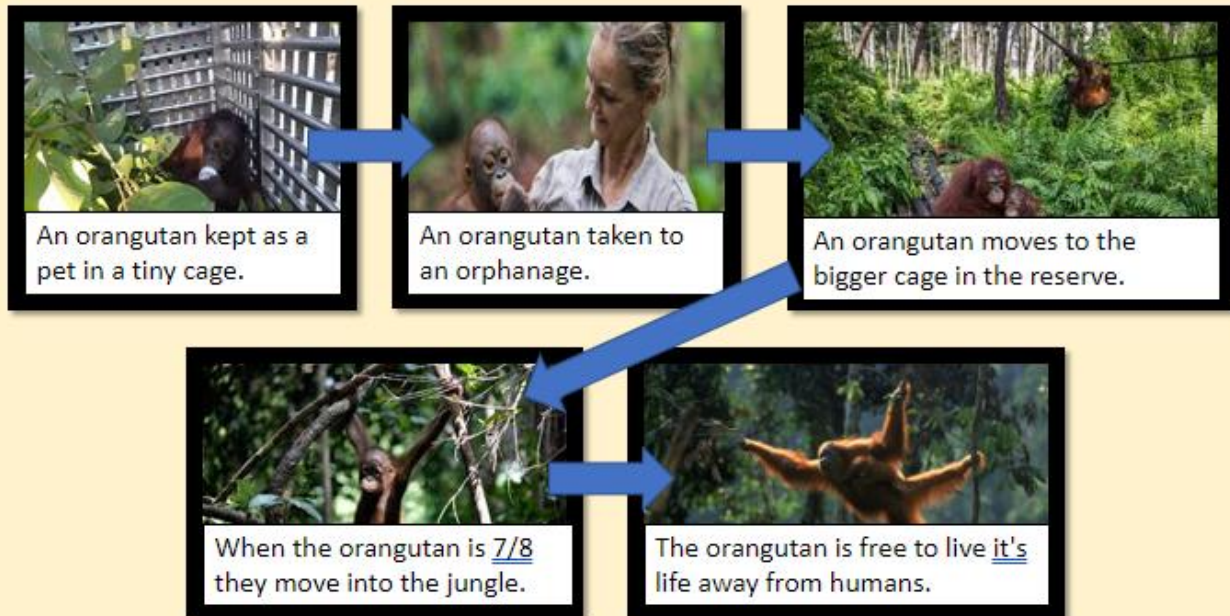 An orangutan kept as a
pet in a tiny cage.
An orangutan taken to
an orphanage.
An orangutan moves to the
bigger cage in the reserve.
When the orangutan is 7/8
they move into the jungle.
The orangutan is free to live it's
life away from humans.